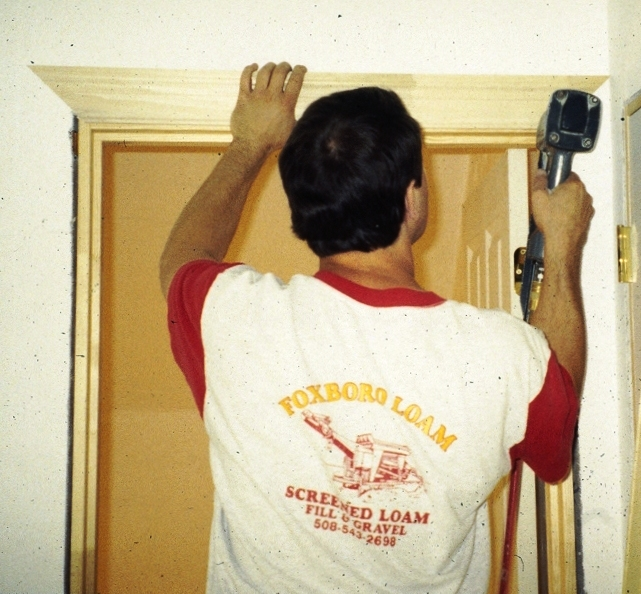 FOXBORO LOAM
SCREENED LOAM
FILL & GRAVEL
508-543-2698